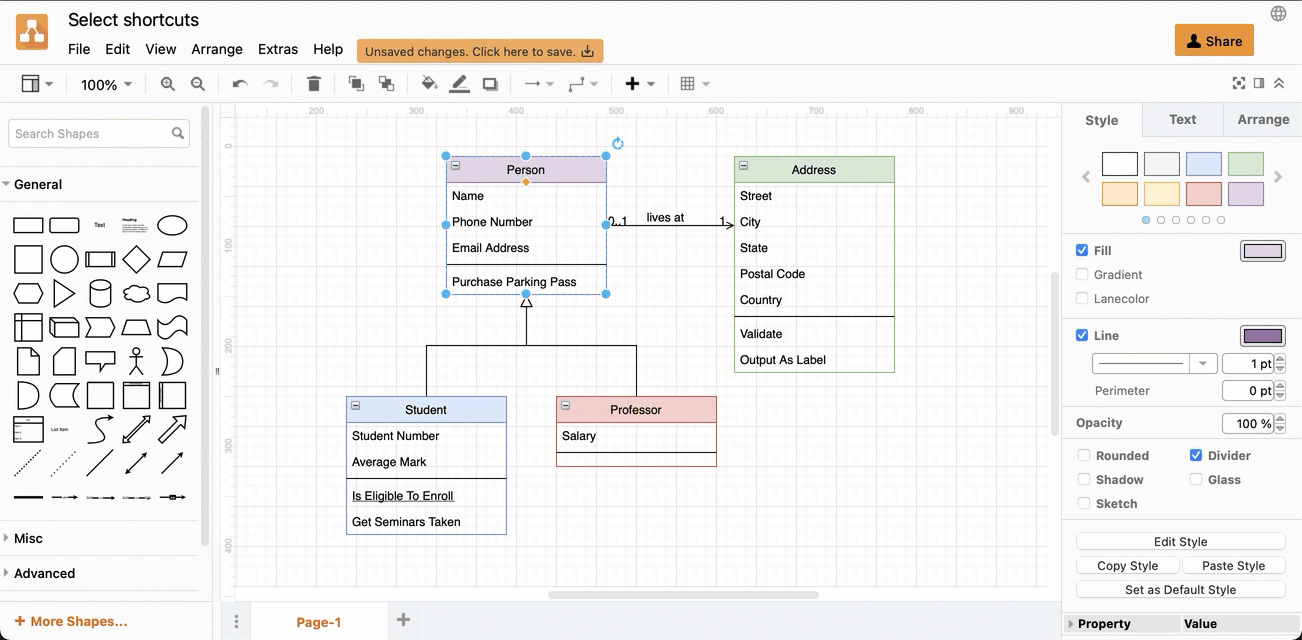 Select shortcuts
File Edit View Arrange Extras Help
Unsaved changes. Click here to save.
Share
100%
Search Shapes
General
Text
Heading
List Item
Misc
Advanced
+ More Shapes...
200 300 400 500 600 700 800 900
0
100
200
300
400
Person
Name
Phone Number
Email Address
Purchase Parking Pass
0..1 lives at 1
Address
Street
City
State
Postal Code
Country
Validate
Output As Label
Student
Student Number
Average Mark
Is Eligible To Enroll
Get Seminars Taken
Professor
Salary
Page-1
Style Text Arrange
Fill
Gradient
Lanecolor
Line
1 pt
Perimeter 0 pt
Opacity 100 %
Rounded Divider
Shadow Glass
Sketch
Edit Style
Copy Style Paste Style
Set as Default Style
Property Value